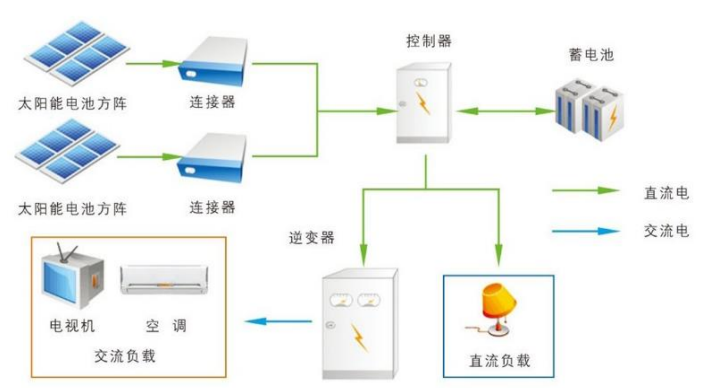 控制器
蓄电池
太阳能电池方阵
连接器
太阳能电池方阵
连接器
直流电
交流电
逆变器
电视机
空 调
交流负载
直流负载